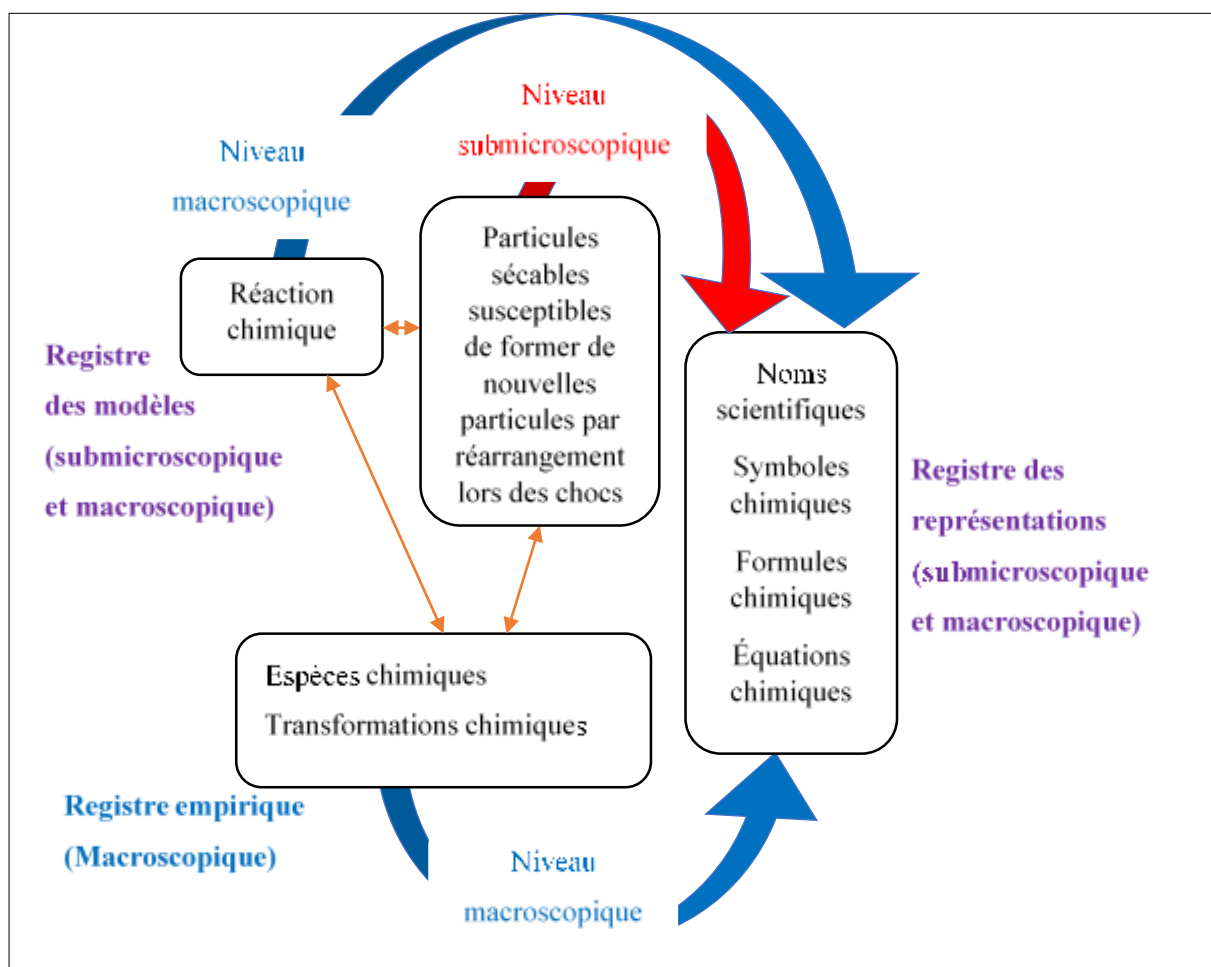 Niveau
submicroscopique
Niveau
macroscopique
Réaction
chimique
Particules
sécables
susceptibles
de former de
nouvelles
particules par
réarrangement
lors des chocs
Registre
des modèles
(submicroscopique
et macroscopique)
Noms
scientifiques
Symboles
chimiques
Formules
chimiques
Équations
chimiques
Registre des
représentations
(submicroscopique
et macroscopique)
Espèces chimiques
Transformations chimiques
Registre empirique
(Macroscopique)
Niveau
macroscopique